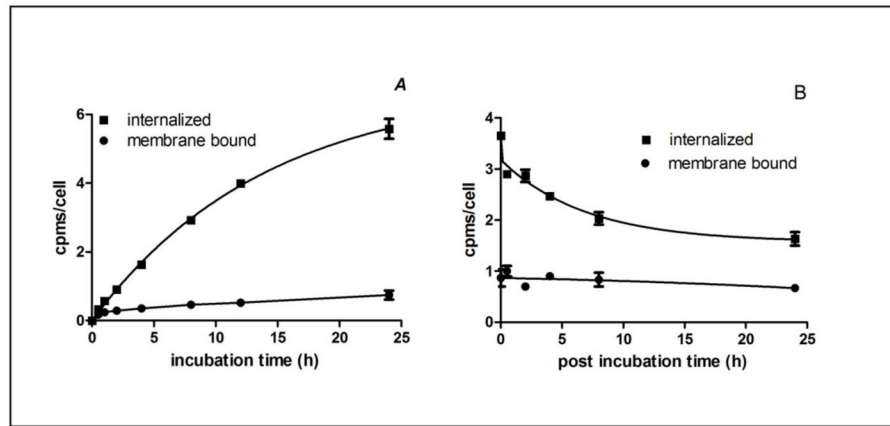 A
6
internalized
membrane bound
4
2
0
cpms/cell
0 5 10 15 20 25
incubation time (h)
B
4
internalized
membrane bound
3
2
1
0
cpms/cell
0 5 10 15 20 25
post incubation time (h)